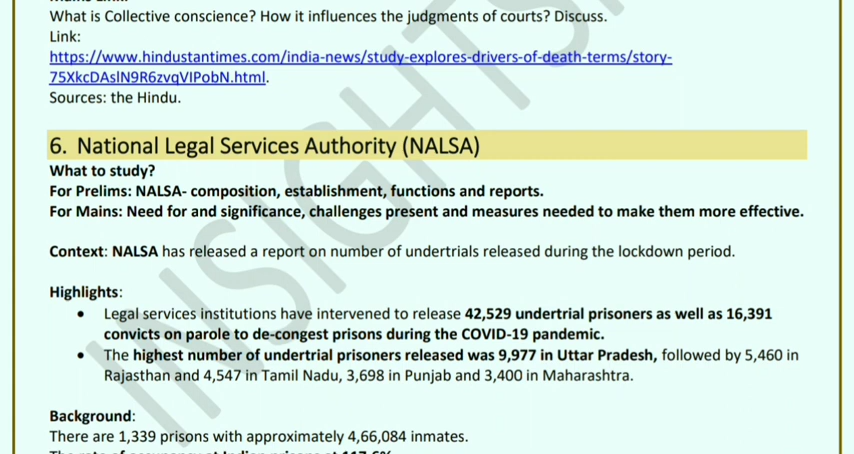 What is Collective conscience? How it influences the judgments of courts? Discuss.
Link:
https://www.hindustantimes.com/india-news/study-explores-drivers-of-death-terms/story-
75XkcDAslN9R6zvqVIPobN.html.
Sources: the Hindu.
6. National Legal Services Authority (NALSA)
What to study?
For Prelims: NALSA- composition, establishment, functions and reports.
For Mains: Need for and significance, challenges present and measures needed to make them more effective.
Context: NALSA has released a report on number of undertrials released during the lockdown period.
Highlights:
• Legal services institutions have intervened to release 42,529 undertrial prisoners as well as 16,391
convicts on parole to de-congest prisons during the COVID-19 pandemic.
• The highest number of undertrial prisoners released was 9,977 in Uttar Pradesh, followed by 5,460 in
Rajasthan and 4,547 in Tamil Nadu, 3,698 in Punjab and 3,400 in Maharashtra.
Background:
There are 1,339 prisons with approximately 4,66,084 inmates.
INSIGHTS